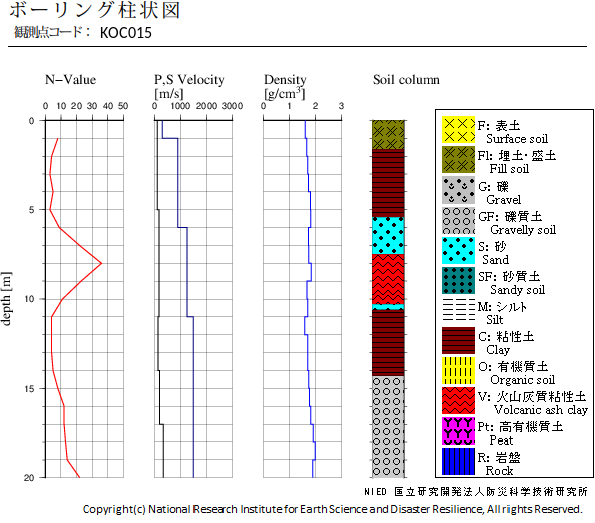 ボーリング柱状図
観測点コード： KOC015
N-Value
P,S Velocity
[m/s]
Density
[g/cm³]
Soil column
0 10 20 30 40 50
0 1000 2000 3000
0 1 2 3
0
5
10
15
20
depth [m]
F: 表土
Surface soil
Fl: 埋土・盛土
Fill soil
G: 礫
Gravel
GF: 礫質土
Gravelly soil
S: 砂
Sand
SF: 砂質土
Sandy soil
M: シルト
Silt
C: 粘性土
Clay
O: 有機質土
Organic soil
V: 火山灰質粘性土
Volcanic ash clay
Pt: 高有機質土
Peat
R: 岩盤
Rock
NIED 国立研究開発法人防災科学技術研究所
Copyright(c) National Research Institute for Earth Science and Disaster Resilience, All rights Reserved.